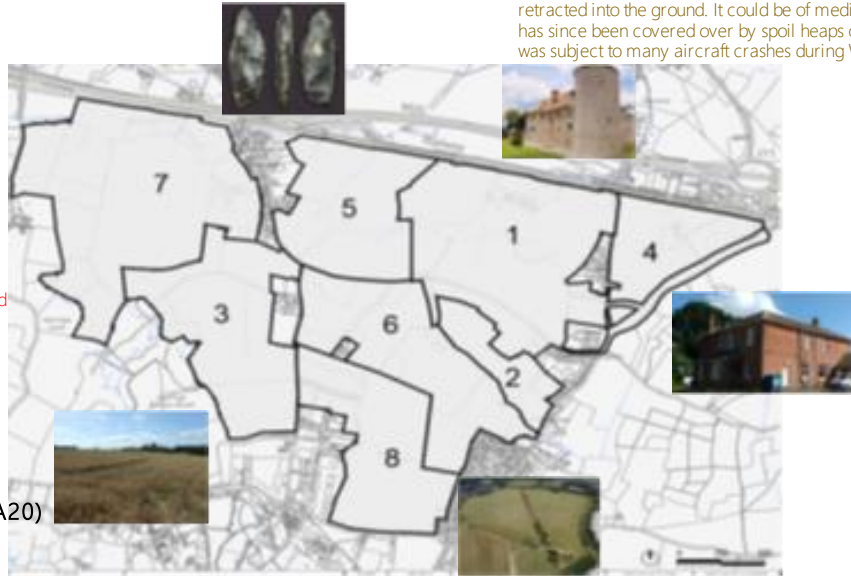 retracted into the ground. It could be of medi
has since been covered over by spoil heaps
was subject to many aircraft crashes during
7
5
1
4
3
6
2
8
d
A20)